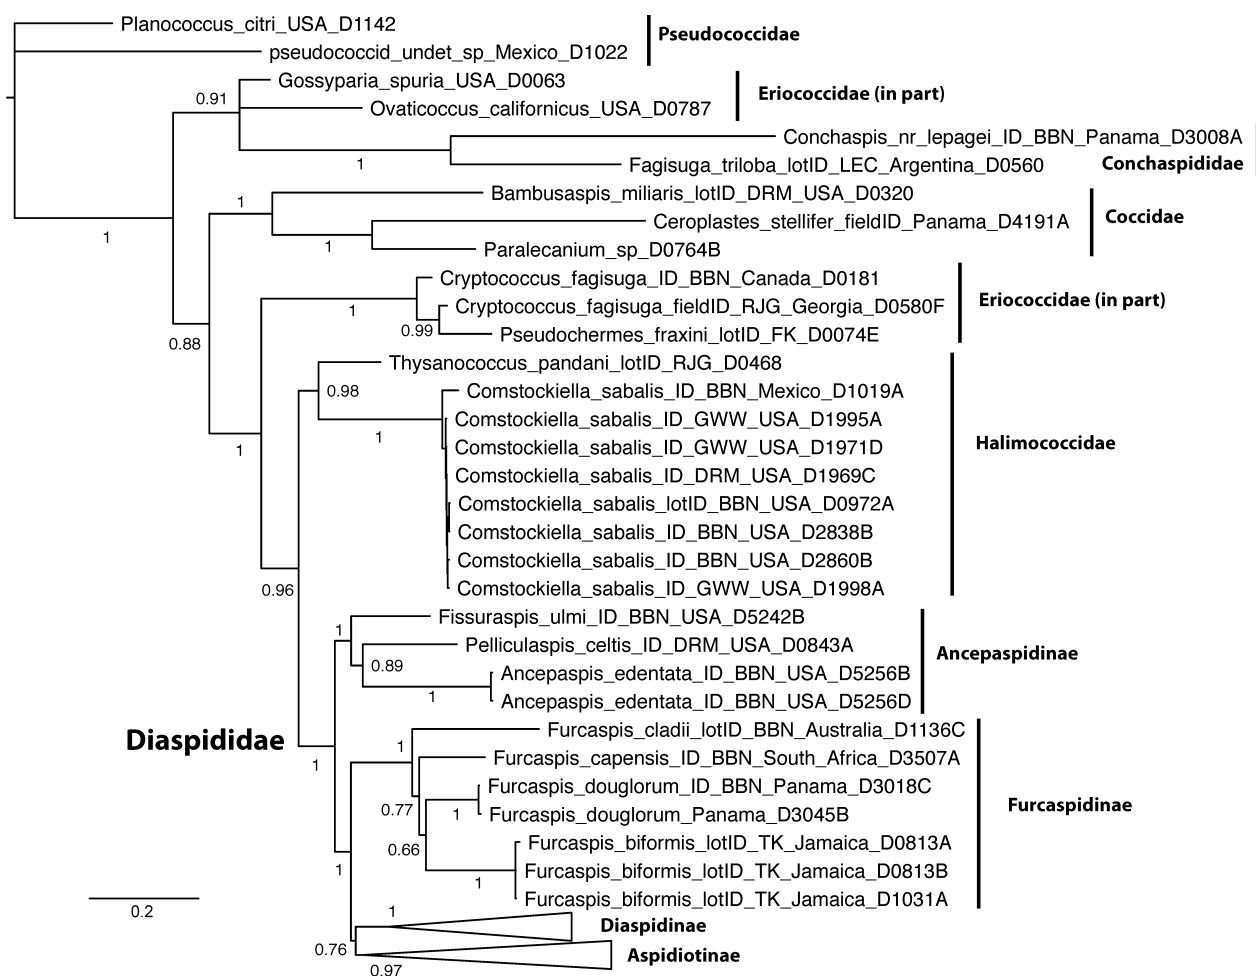 Planococcus_citri_USA_D1142
pseudococcid_undet_sp_Mexico_D1022
Pseudococcidae
Gossyparia_spuria_USA_D0063
0.91
Ovaticoccus_californicus_USA_D0787
Eriococcidae (in part)
Conchaspis_nr_lepagei_ID_BBN_Panama_D3008A
1
Fagisuga_triloba_lotID_LEC_Argentina_D0560
Conchaspididae
Bambusaspis_miliaris_lotID_DRM_USA_D0320
1
Ceroplastes_stellifer_fieldID_Panama_D4191A
Coccidae
1
1
Paralecanium_sp_D0764B
Cryptococcus_fagisuga_ID_BBN_Canada_D0181
1
Cryptococcus_fagisuga_fieldID_RJG_Georgia_D0580F
Eriococcidae (in part)
0.99
Pseudochermes_fraxini_lotID_FK_D0074E
0.88
Thysanococcus_pandani_lotID_RJG_D0468
0.98
Comstockiella_sabalis_ID_BBN_Mexico_D1019A
Comstockiella_sabalis_ID_GWW_USA_D1995A
1
1
Comstockiella_sabalis_ID_GWW_USA_D1971D
Halimococcidae
Comstockiella_sabalis_ID_DRM_USA_D1969C
Comstockiella_sabalis_lotID_BBN_USA_D0972A
Comstockiella_sabalis_ID_BBN_USA_D2838B
Comstockiella_sabalis_ID_BBN_USA_D2860B
0.96
Comstockiella_sabalis_ID_GWW_USA_D1998A
Fissuraspis_ulmi_ID_BBN_USA_D5242B
1
Pelliculaspis_celtis_ID_DRM_USA_D0843A
Ancepaspidinae
0.89
Ancepaspis_edentata_ID_BBN_USA_D5256B
1
Ancepaspis_edentata_ID_BBN_USA_D5256D
Furcaspis_cladii_lotID_BBN_Australia_D1136C
Diaspididae
1
1
Furcaspis_capensis_ID_BBN_South_Africa_D3507A
Furcaspis_douglorum_ID_BBN_Panama_D3018C
0.77
1
Furcaspis_douglorum_Panama_D3045B
Furcaspidinae
0.66
Furcaspis_biformis_lotID_TK_Jamaica_D0813A
1
Furcaspis_biformis_lotID_TK_Jamaica_D0813B
1
Furcaspis_biformis_lotID_TK_Jamaica_D1031A
0.2
1
Diaspidinae
0.76
Aspidiotinae
0.97